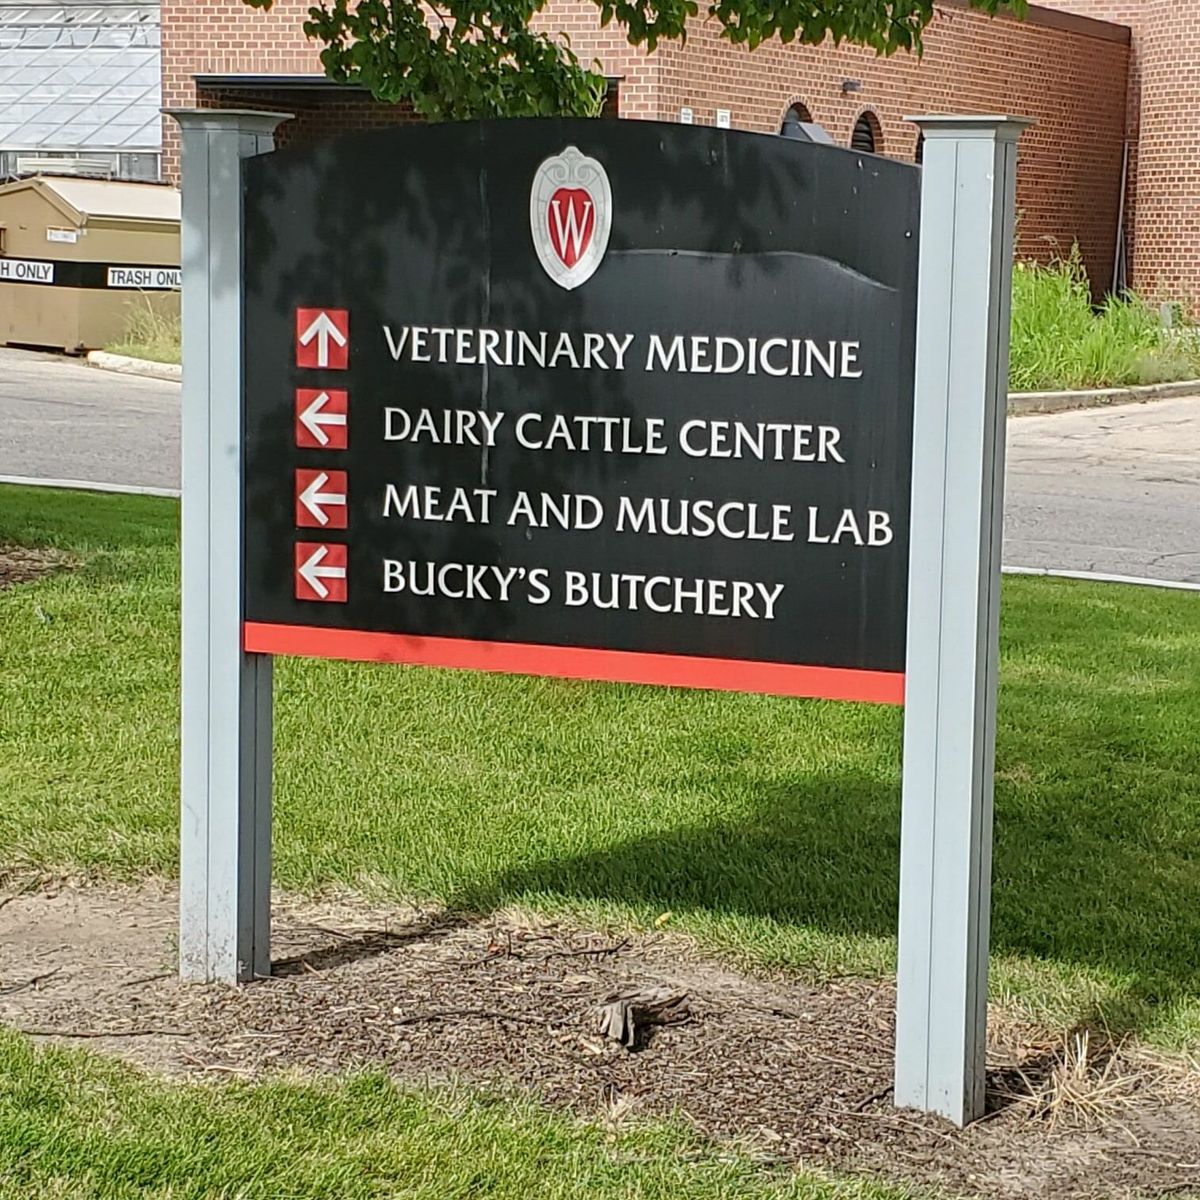 W
VETERINARY MEDICINE
DAIRY CATTLE CENTER
MEAT AND MUSCLE LAB
BUCKY'S BUTCHERY
H ONLY
TRASH ONLY